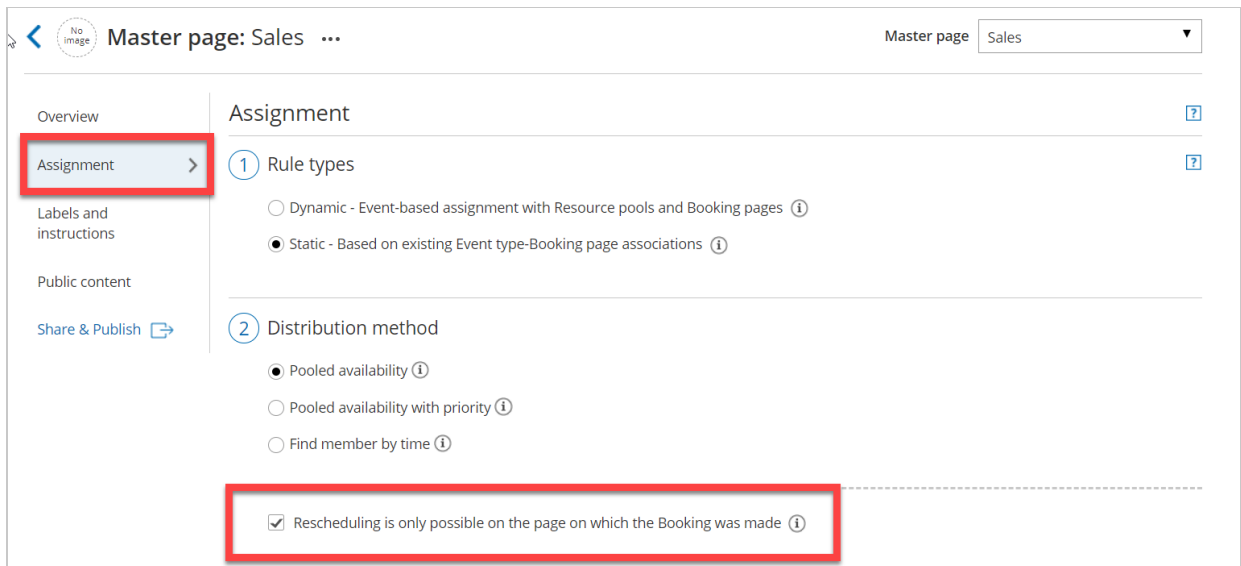 No image
Master page: Sales ...
Master page
Sales
Overview
Assignment
Labels and
instructions
Public content
Share & Publish
Assignment
?
1 Rule types
?
Dynamic - Event-based assignment with Resource pools and Booking pages i
Static - Based on existing Event type-Booking page associations i
2 Distribution method
Pooled availability i
Pooled availability with priority i
Find member by time i
Rescheduling is only possible on the page on which the Booking was made i